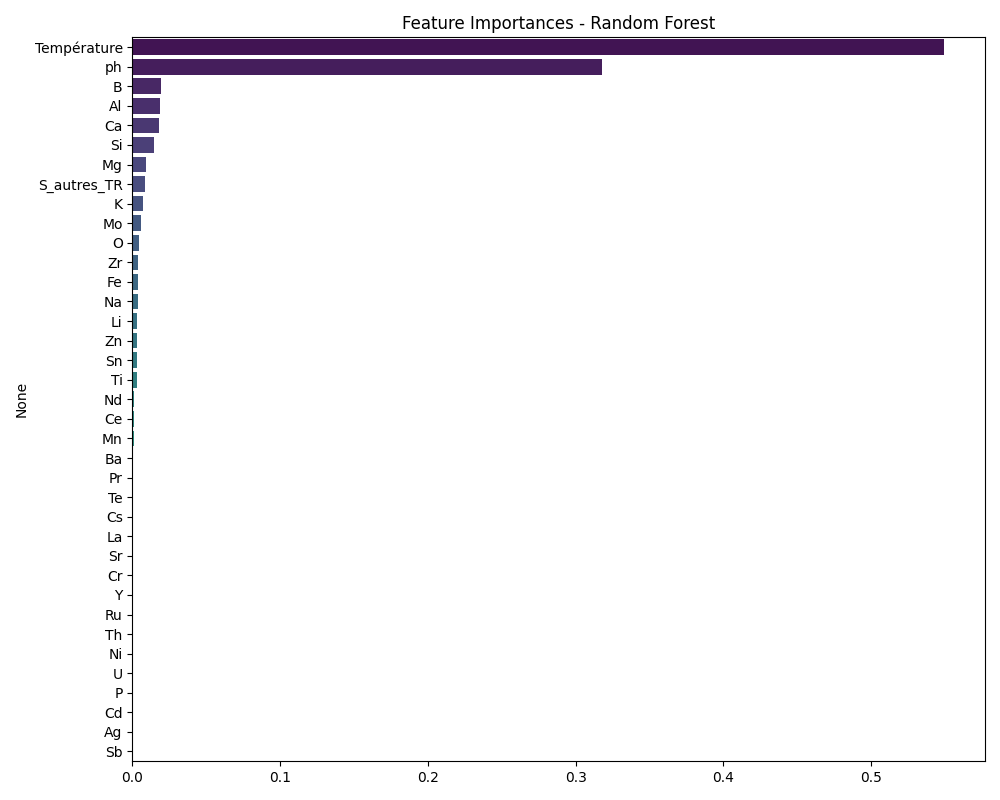 Feature Importances - Random Forest
Température
ph
B
Al
Ca
Si
Mg
S_autres_TR
K
Mo
O
Zr
Fe
Na
Li
Zn
Sn
Ti
Nd
Ce
Mn
Ba
Pr
Te
Cs
La
Sr
Cr
Y
Ru
Th
Ni
U
P
Cd
Ag
Sb
None
0.0 0.1 0.2 0.3 0.4 0.5